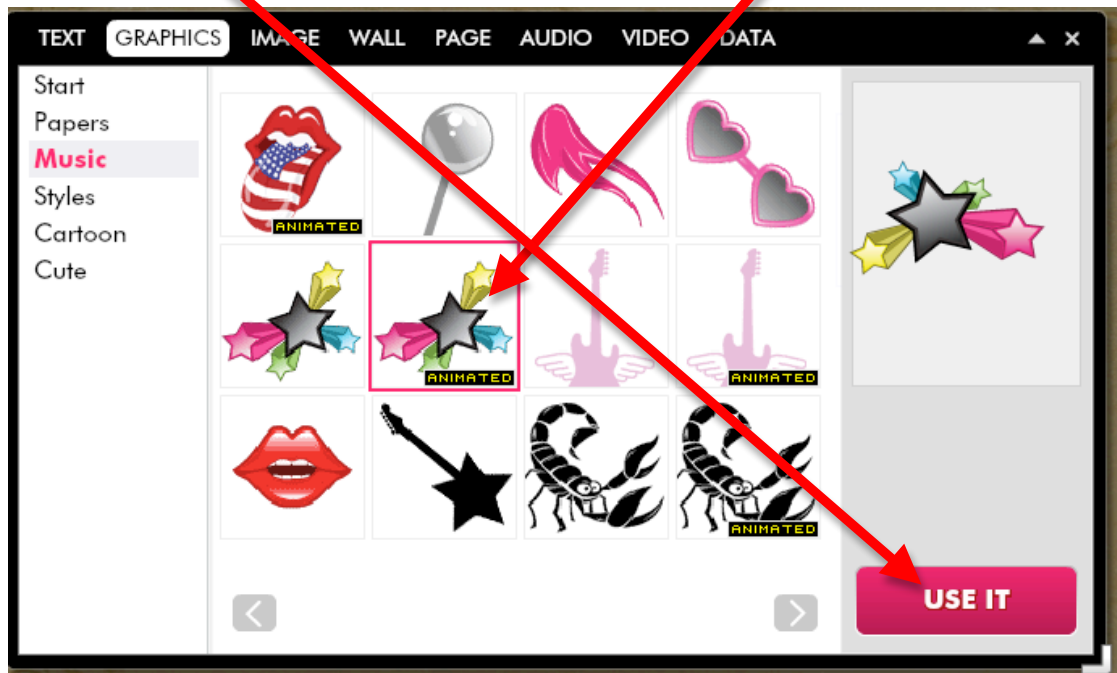 TEXT GRAPHICS IMAGE WALL PAGE AUDIO VIDEO DATA
Start
Papers
Music
Styles
Cartoon
Cute
ANIMATED
ANIMATED
ANIMATED
ANIMATED
USE IT